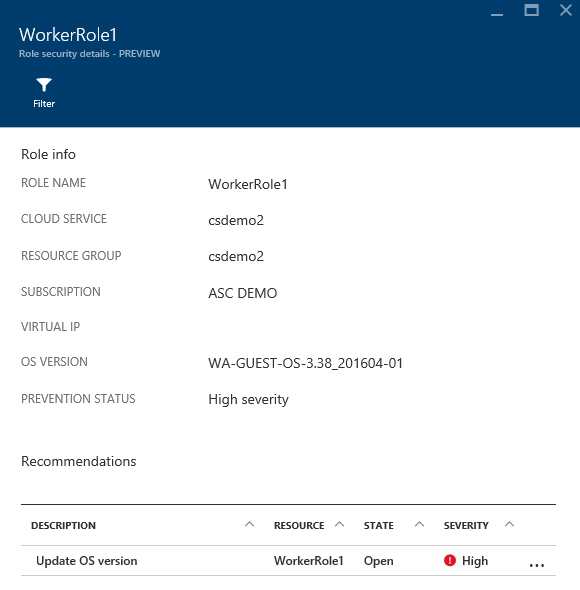 WorkerRole1
Role security details - PREVIEW
Filter
Role info
ROLE NAME WorkerRole1
CLOUD SERVICE csdemo2
RESOURCE GROUP csdemo2
SUBSCRIPTION ASC DEMO
VIRTUAL IP
OS VERSION WA-GUEST-OS-3.38_201604-01
PREVENTION STATUS High severity
Recommendations
DESCRIPTION RESOURCE STATE SEVERITY
Update OS version WorkerRole1 Open High ...